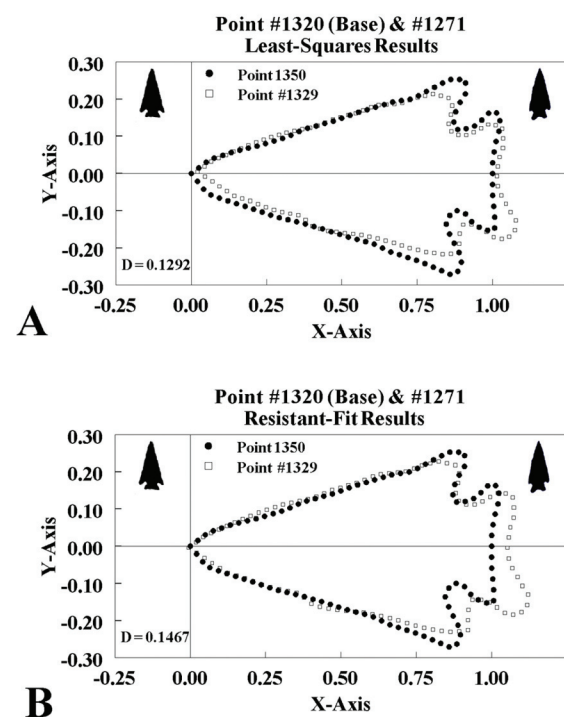 Point #1320 (Base) & #1271
Least-Squares Results
0.30
0.20
0.10
0.00
-0.10
-0.20
-0.30
Y-Axis
Point 1350
Point #1329
D = 0.1292
-0.25
0.00
0.25
0.50
0.75
1.00
X-Axis
A
Point #1320 (Base) & #1271
Resistant-Fit Results
0.30
0.20
0.10
0.00
-0.10
-0.20
-0.30
Y-Axis
Point 1350
Point #1329
D = 0.1467
-0.25
0.00
0.25
0.50
0.75
1.00
X-Axis
B